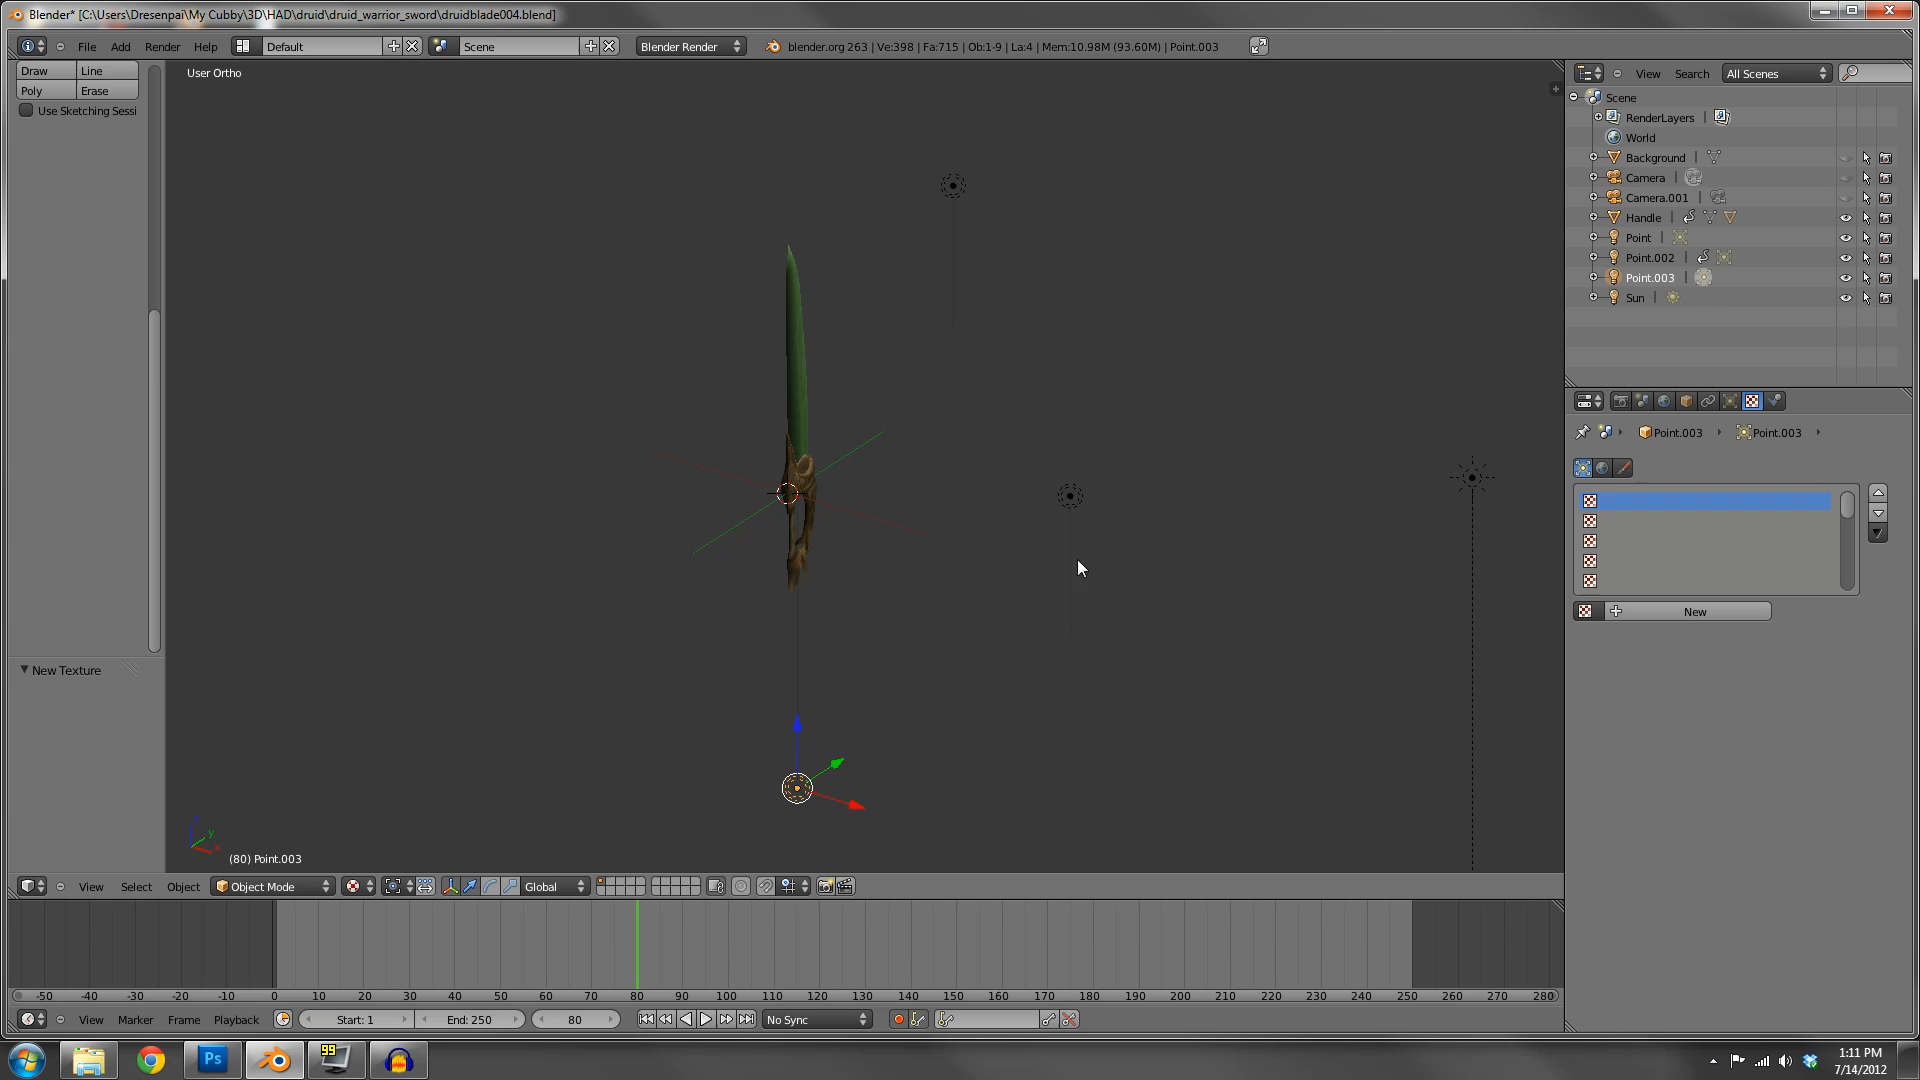 Blender* [C:\Users\Dresenpai\My Cubby\3D\HAD\druid\druid_warrior_sword\druidblade004.blend]
File Add Render Help Default Scene Blender Render blender.org 263 | Ve:398 | Fa:715 | Ob:1-9 | La:4 | Mem:10.98M (93.60M) | Point.003
Draw Line
Poly Erase
Use Sketching Sessi
New Texture
User Ortho
z
y
x
(80) Point.003
View Search All Scenes
Scene
RenderLayers |
World
Background |
Camera |
Camera.001 |
Handle |
Point |
Point.002 |
Point.003 |
Sun |
Point.003 Point.003
New
View Select Object Object Mode Global
-50 -40 -30 -20 -10 0 10 20 30 40 50 60 70 80 90 100 110 120 130 140 150 160 170 180 190 200 210 220 230 240 250 260 270 280
View Marker Frame Playback Start: 1 End: 250 80 No Sync
Ps
99
1:11 PM
7/14/2012